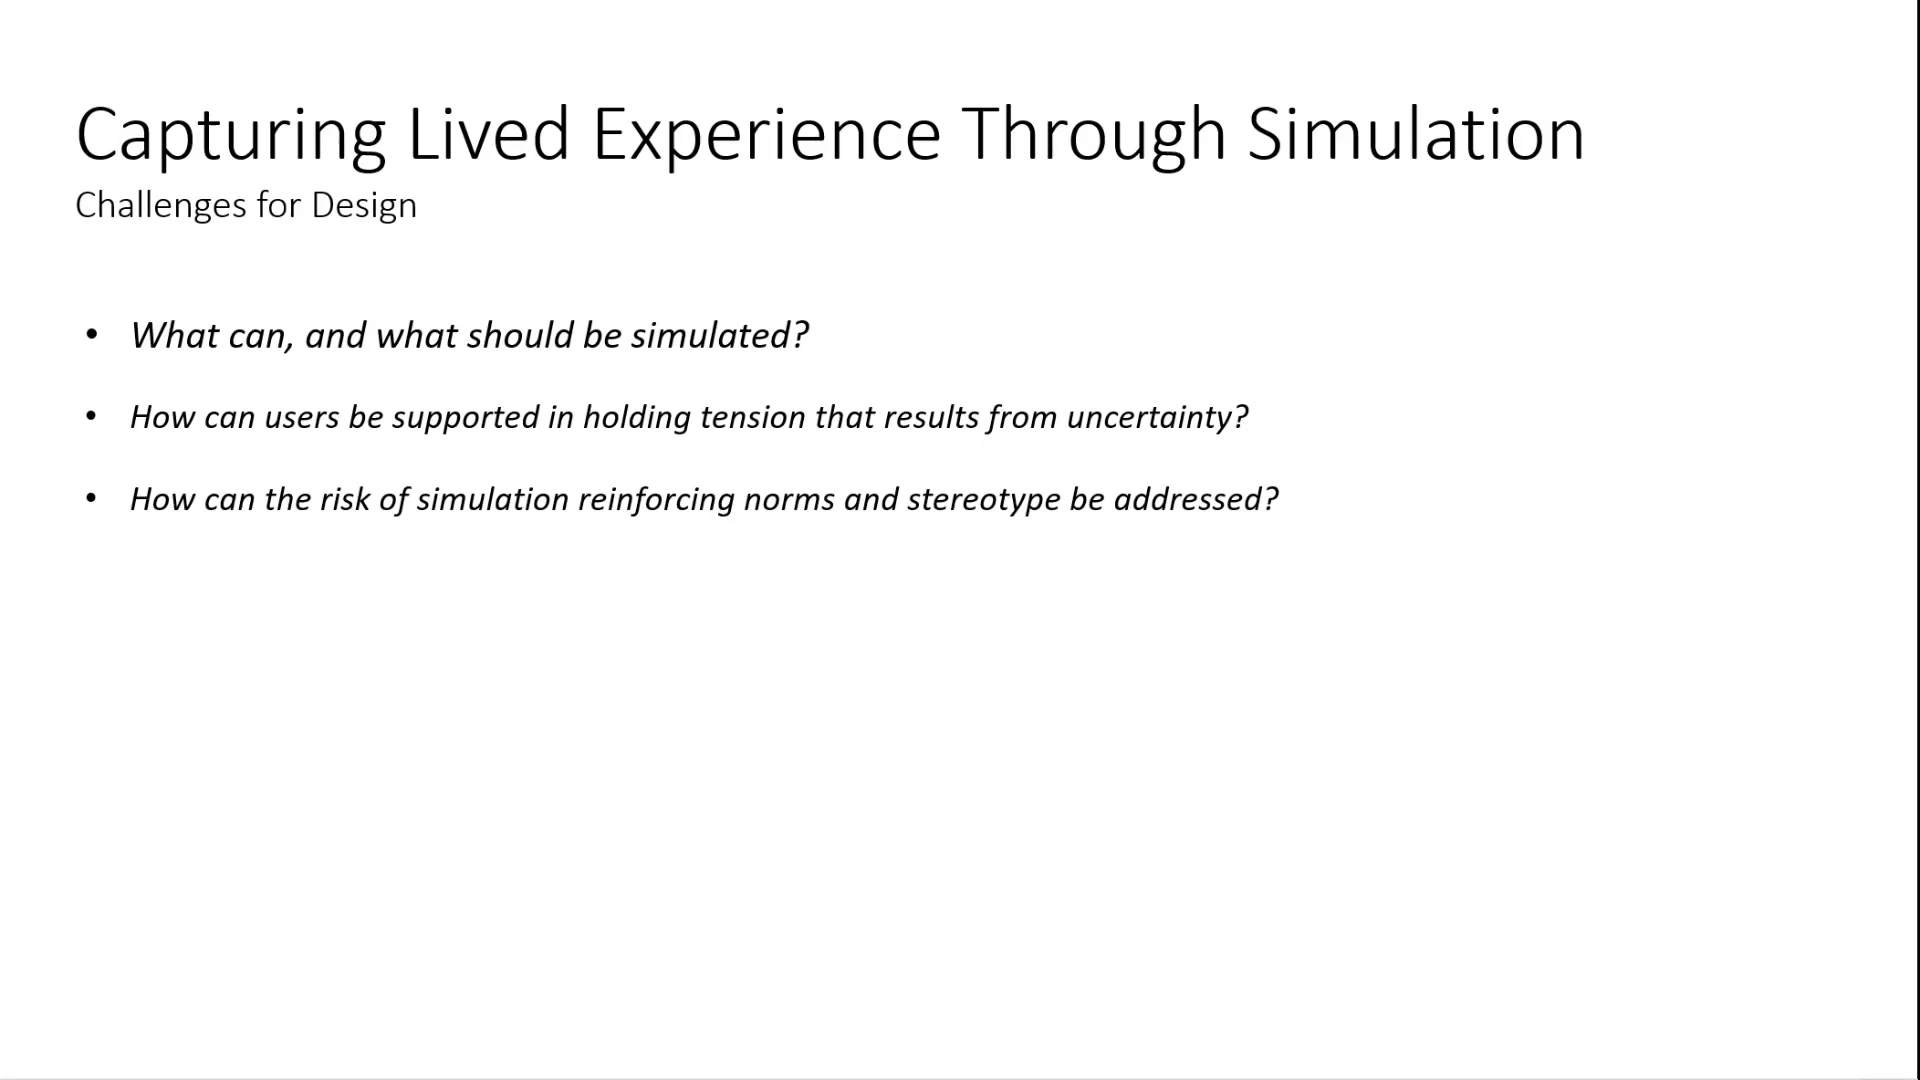 Capturing Lived Experience Through Simulation
Challenges for Design
• What can, and what should be simulated?
• How can users be supported in holding tension that results from uncertainty?
• How can the risk of simulation reinforcing norms and stereotype be addressed?